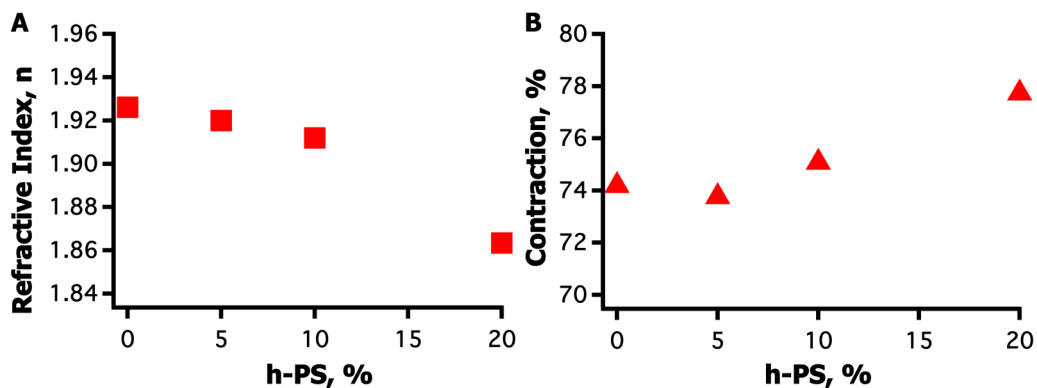 A
Refractive Index, n
1.96
1.94
1.92
1.90
1.88
1.86
1.84
0 5 10 15 20
h-PS, %
B
Contraction, %
80
78
76
74
72
70
0 5 10 15 20
h-PS, %